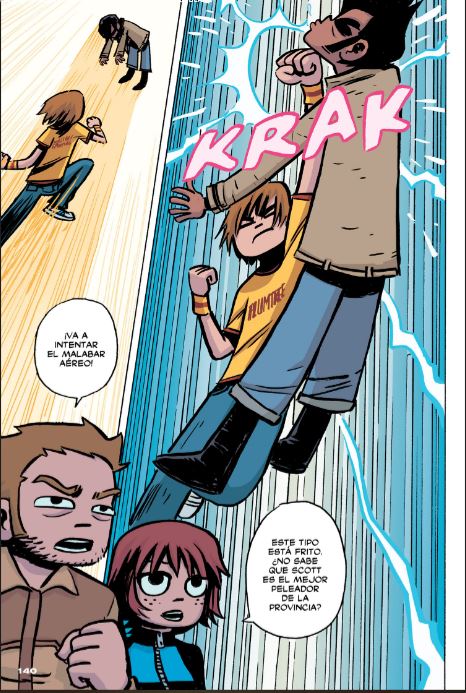 KRAK
PLUMTREE
¡VA A
INTENTAR
EL MALABAR
AÉREO!
ESTE TIPO
ESTÁ FRITO.
¿NO SABE
QUE SCOTT
ES EL MEJOR
PELEADOR
DE LA
PROVINCIA?
140